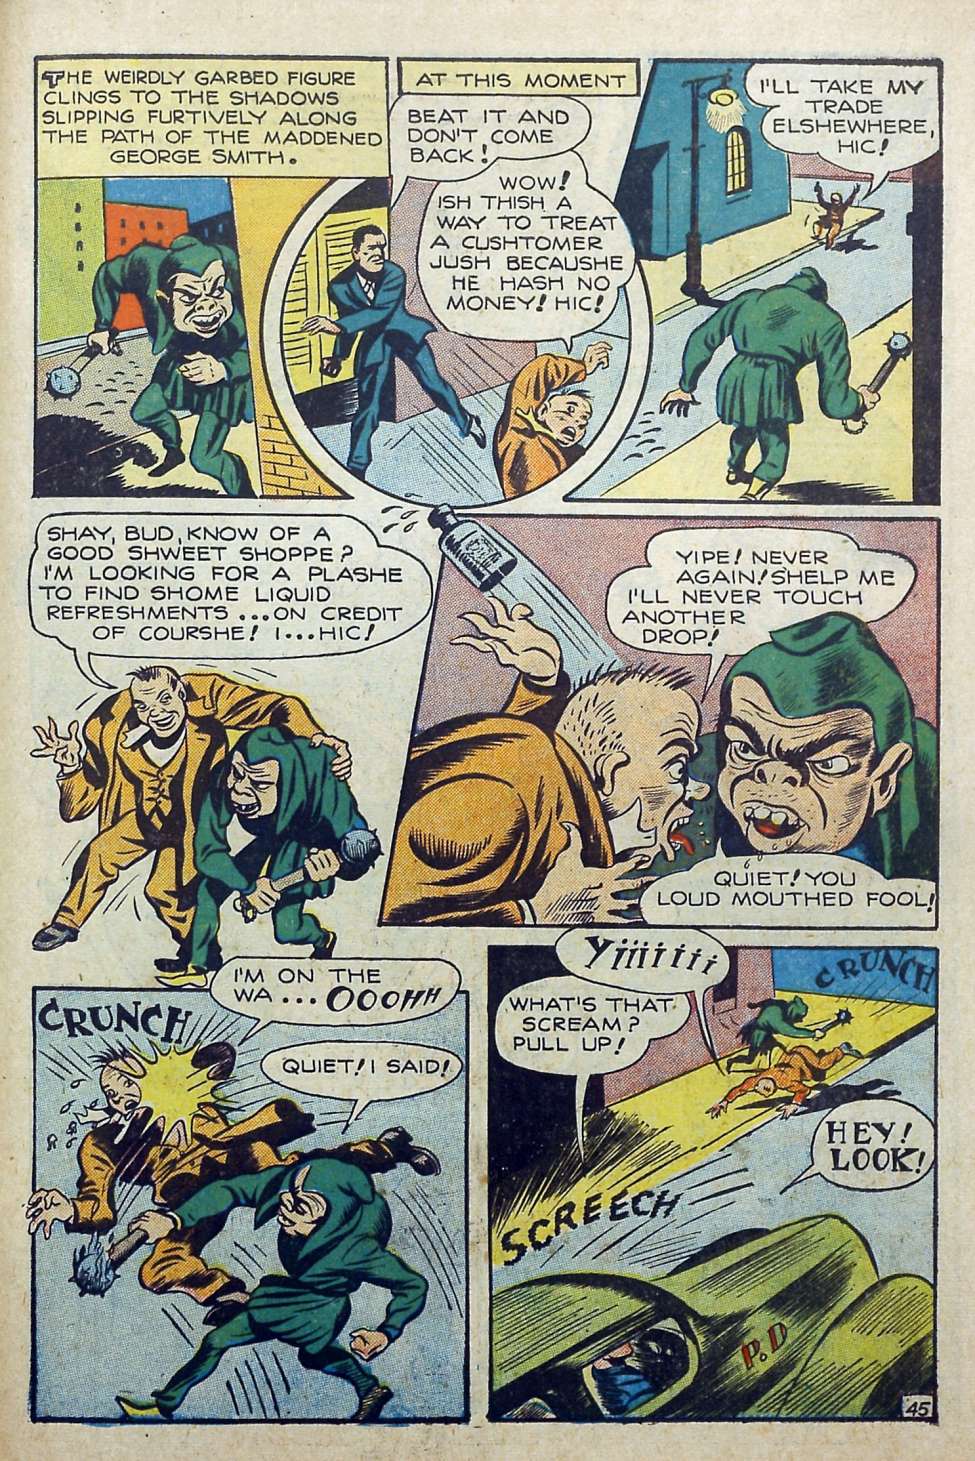 THE WEIRDLY GARBED FIGURE
CLINGS TO THE SHADOWS
SLIPPING FURTIVELY ALONG
THE PATH OF THE MADDENED
GEORGE SMITH.
AT THIS MOMENT
BEAT IT AND
DON'T COME
BACK!
WOW!
ISH THISH A
WAY TO TREAT
A CUSHTOMER
JUSH BECAUSHE
HE HASH NO
MONEY! HIC!
I'LL TAKE MY
TRADE
ELSHEWHERE,
HIC!
SHAY, BUD, KNOW OF A
GOOD SHWEET SHOPPE?
I'M LOOKING FOR A PLASHE
TO FIND SHOME LIQUID
REFRESHMENTS ... ON CREDIT
OF COURSHE! I...HIC!
YIPE! NEVER
AGAIN! S'HELP ME
I'LL NEVER TOUCH
ANOTHER
DROP!
QUIET! YOU
LOUD MOUTHED FOOL!
I'M ON THE
WA ... OOOHH
CRUNCH
QUIET! I SAID!
Yiiiiiii
CRUNCH
WHAT'S THAT
SCREAM?
PULL UP!
HEY!
LOOK!
SCREECH
P.D
45